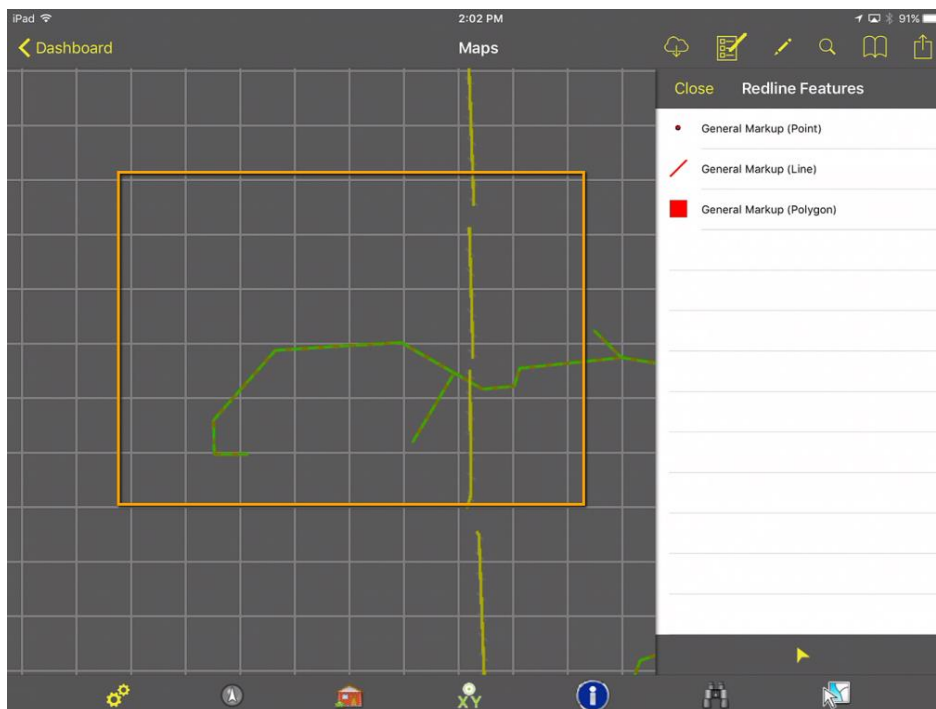 iPad 2:02 PM 91%
Dashboard Maps
Close Redline Features
General Markup (Point)
General Markup (Line)
General Markup (Polygon)
XY
i